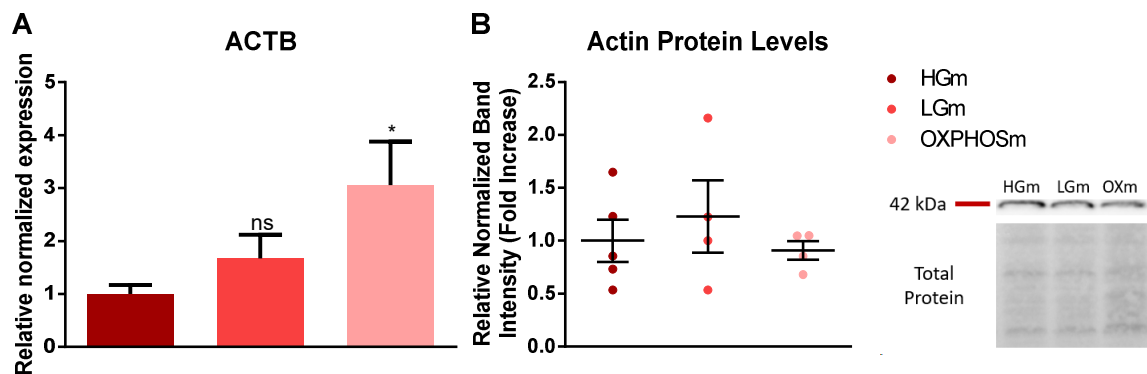 A
ACTB
Relative normalized expression
5
4
3
2
1
0
ns
*
B
Actin Protein Levels
Relative Normalized Band
Intensity (Fold Increase)
2.5
2.0
1.5
1.0
0.5
0.0
HGm
LGm
OXPHOSm
HGm LGm OXm
42 kDa
Total
Protein